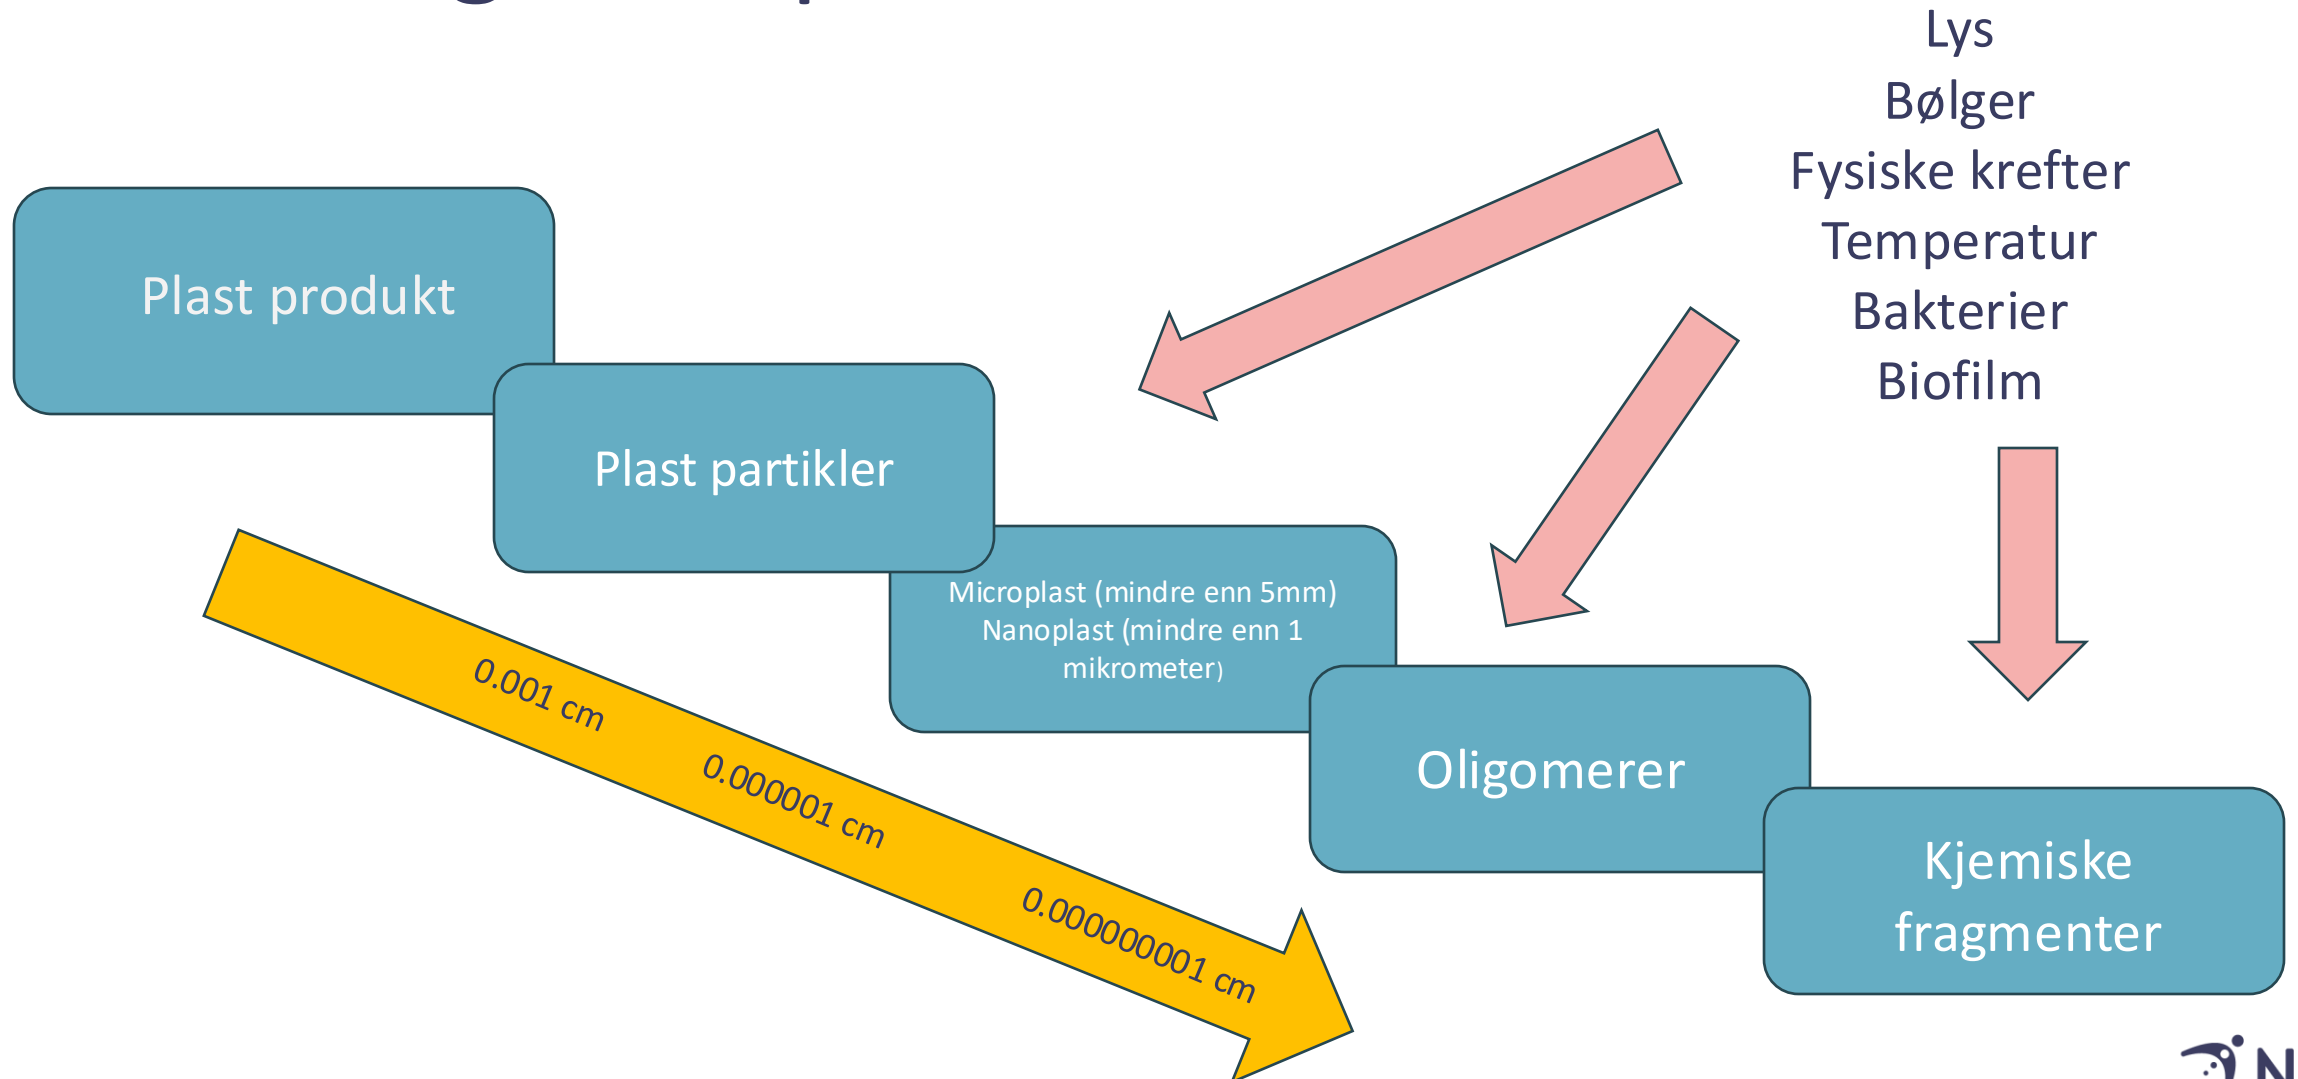 Lys
Bølger
Fysiske krefter
Temperatur
Bakterier
Biofilm
Plast produkt
Plast partikler
Microplast (mindre enn 5mm)
Nanoplast (mindre enn 1
mikrometer)
Oligomerer
Kjemiske
fragmenter
0.001 cm
0.000001 cm
0.000000001 cm
N